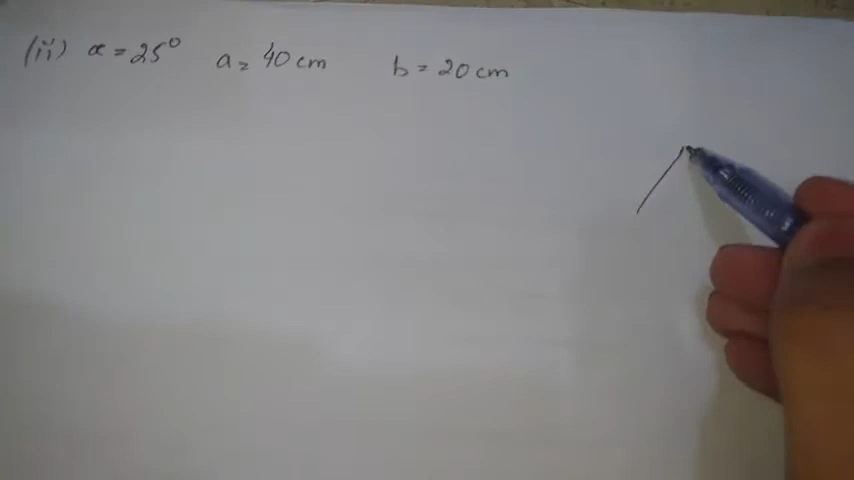 (ii) α = 25° a = 40 cm b = 20 cm